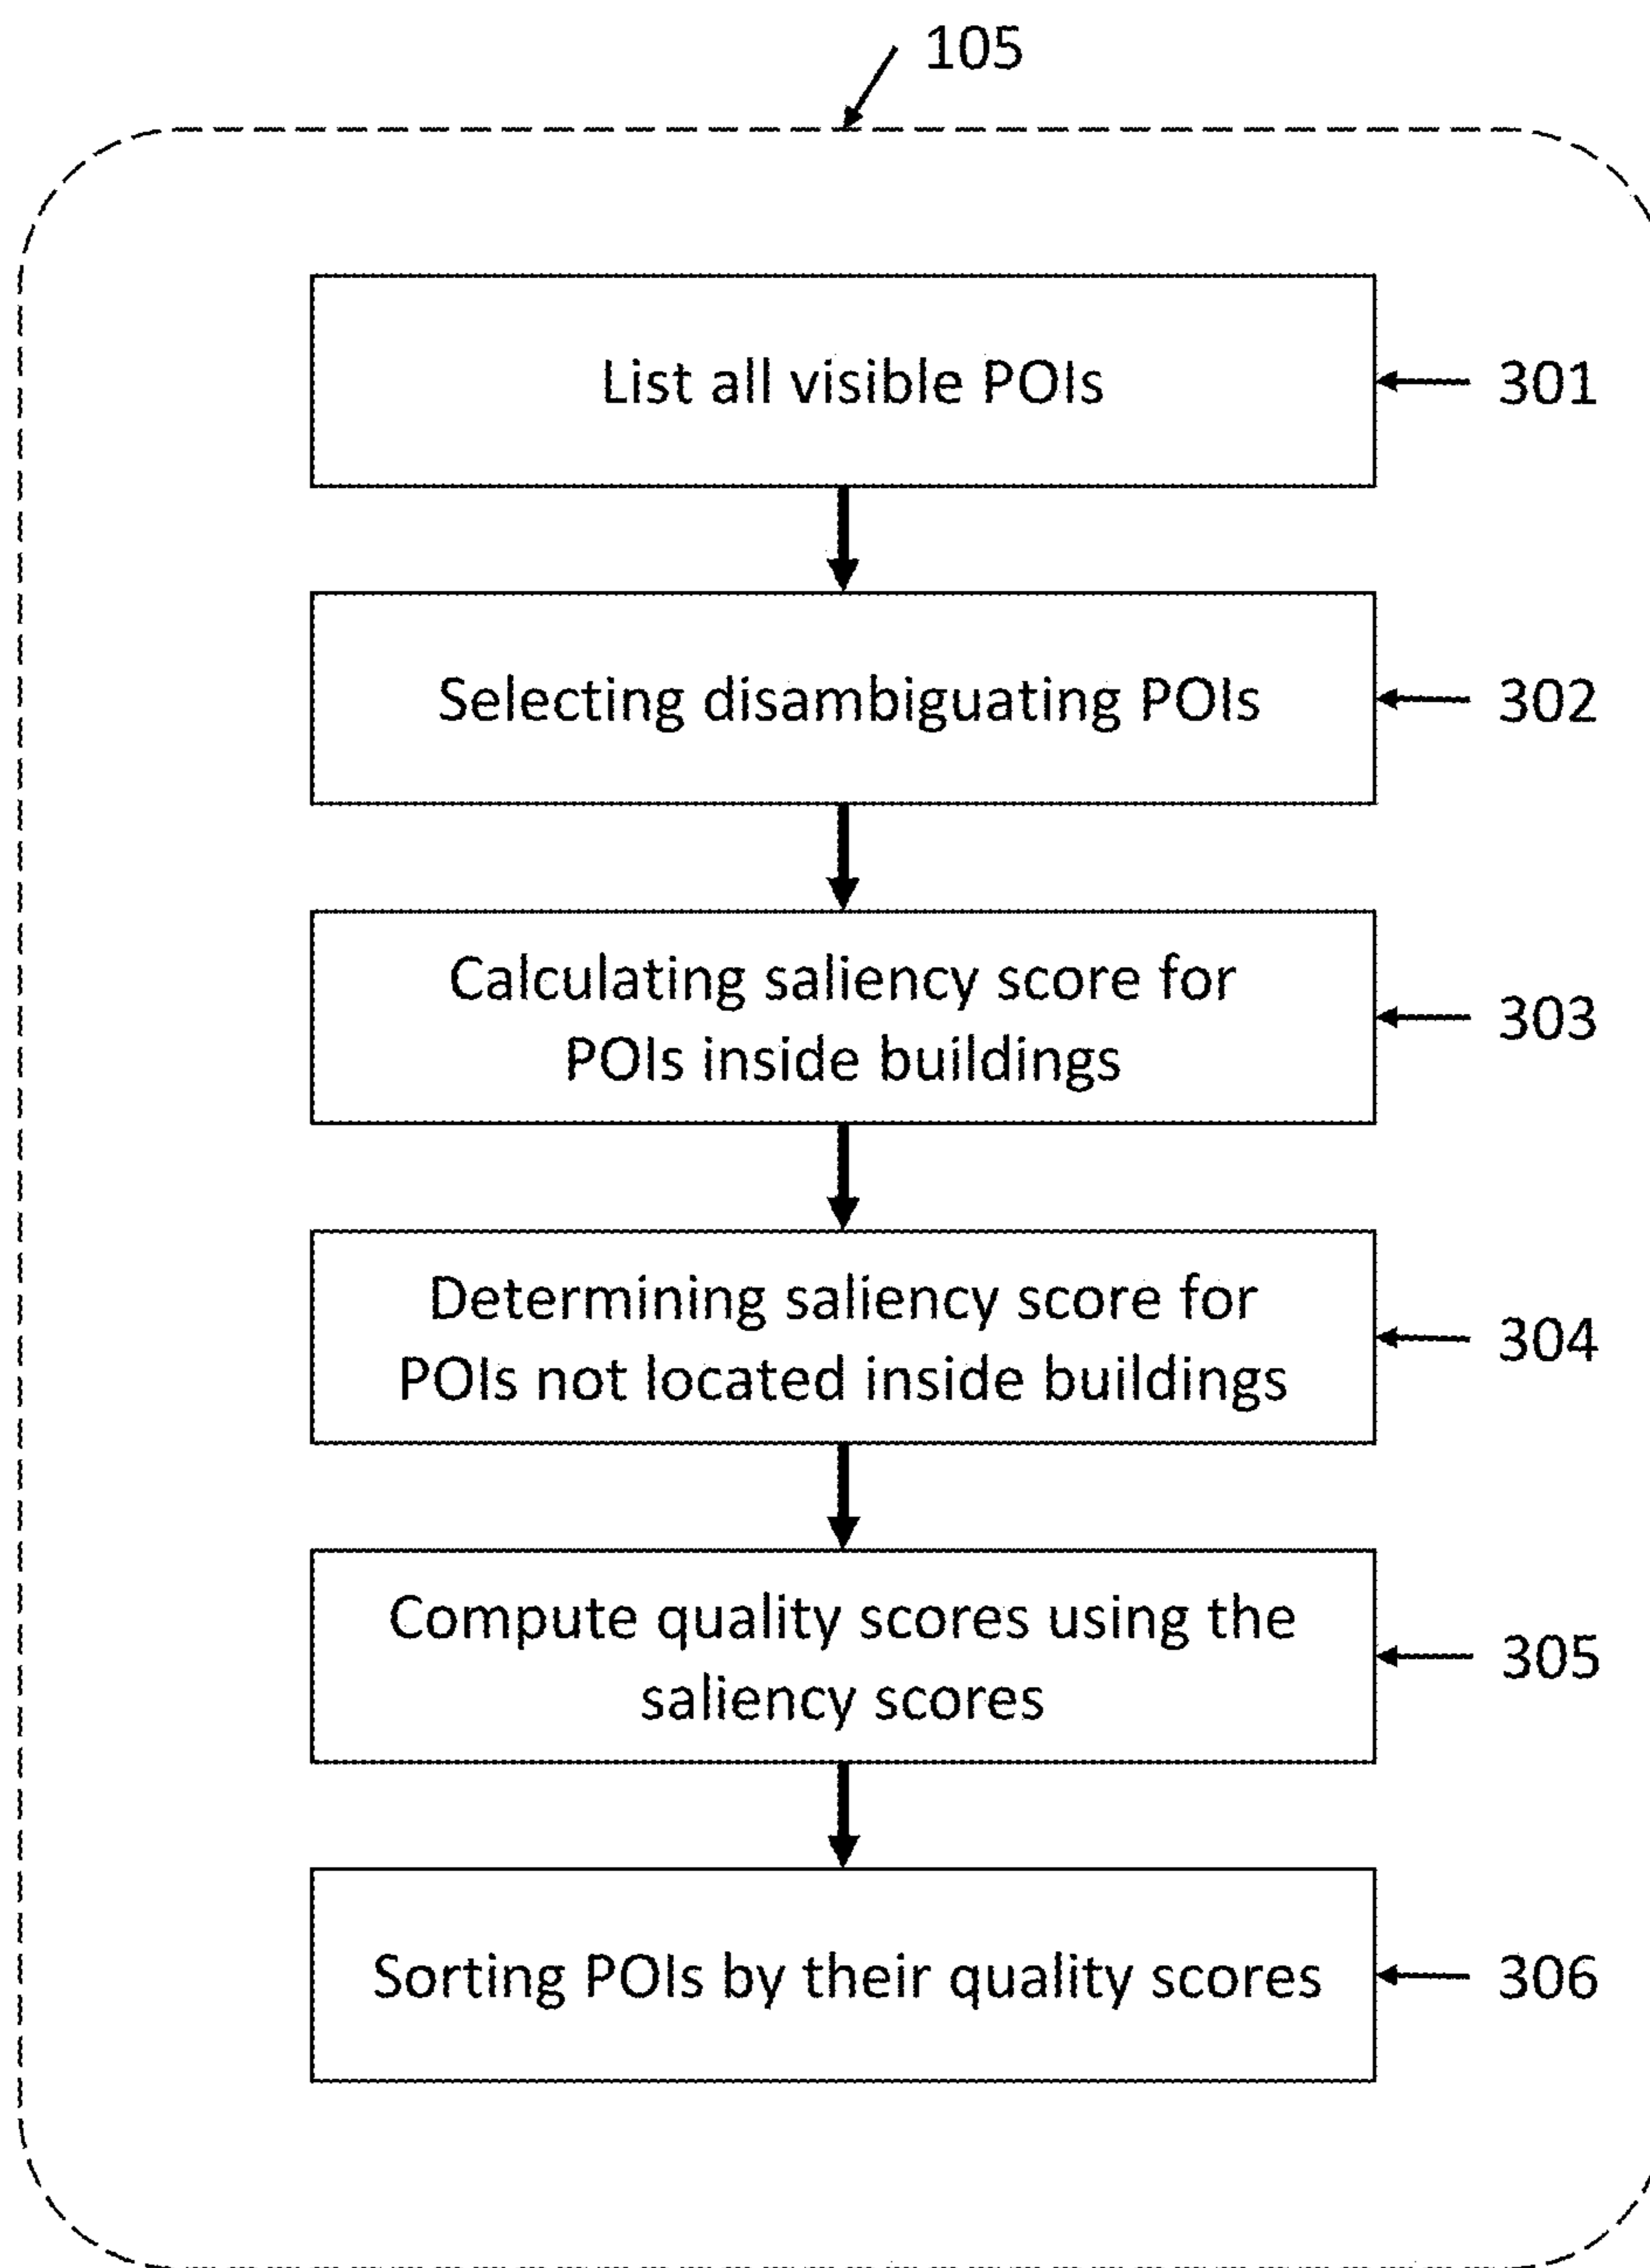 105
List all visible POIs
301
Selecting disambiguating POIs
302
Calculating saliency score for
POIs inside buildings
303
Determining saliency score for
POIs not located inside buildings
304
Compute quality scores using the
saliency scores
305
Sorting POIs by their quality scores
306